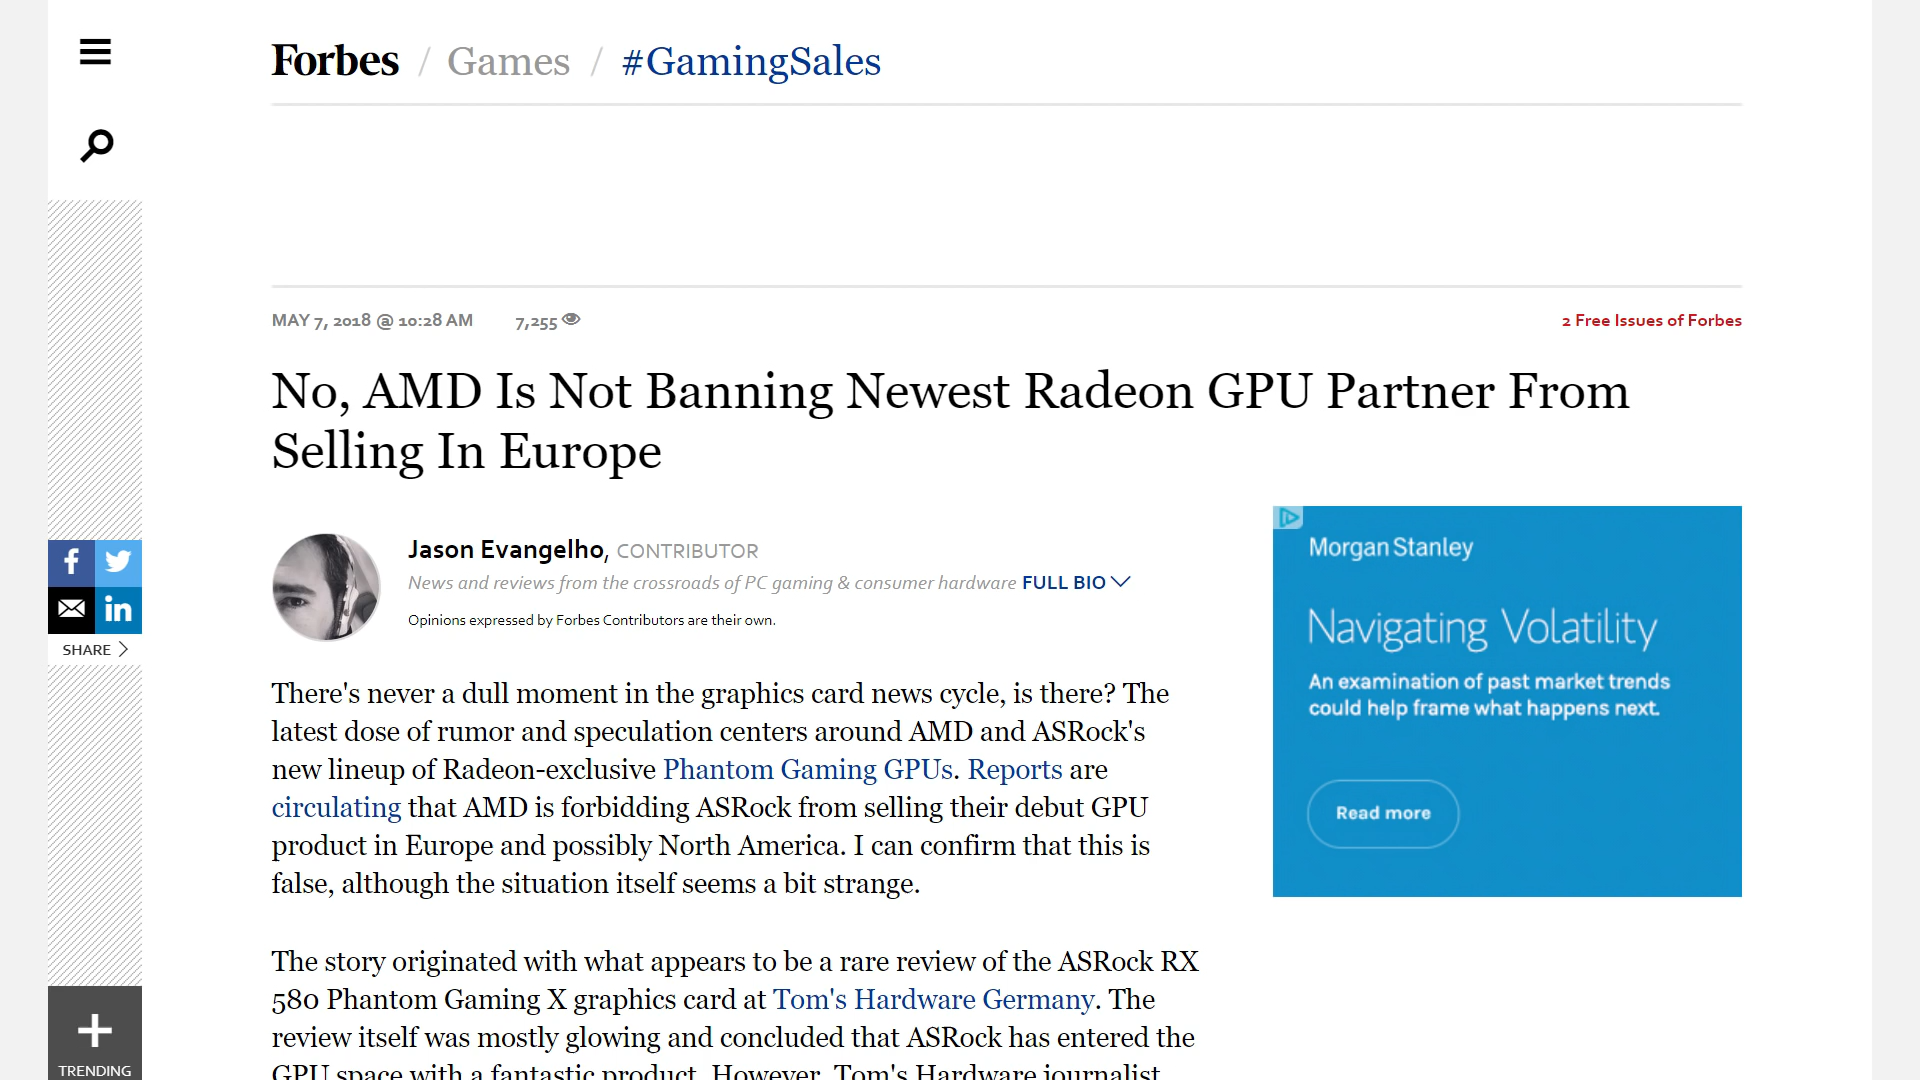 Forbes / Games / #GamingSales
MAY 7, 2018 @ 10:28 AM 7,255
2 Free Issues of Forbes
No, AMD Is Not Banning Newest Radeon GPU Partner From
Selling In Europe
Jason Evangelho, CONTRIBUTOR
News and reviews from the crossroads of PC gaming & consumer hardware FULL BIO
Opinions expressed by Forbes Contributors are their own.
SHARE
There's never a dull moment in the graphics card news cycle, is there? The
latest dose of rumor and speculation centers around AMD and ASRock's
new lineup of Radeon-exclusive Phantom Gaming GPUs. Reports are
circulating that AMD is forbidding ASRock from selling their debut GPU
product in Europe and possibly North America. I can confirm that this is
false, although the situation itself seems a bit strange.
The story originated with what appears to be a rare review of the ASRock RX
580 Phantom Gaming X graphics card at Tom's Hardware Germany. The
review itself was mostly glowing and concluded that ASRock has entered the
GPU space with a fantastic product. However, Tom's Hardware journalist
Morgan Stanley
Navigating Volatility
An examination of past market trends
could help frame what happens next.
Read more
TRENDING